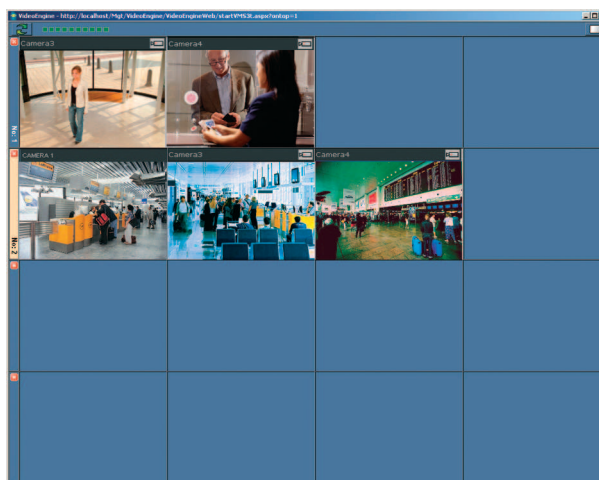 VideoEngine - http://localhost/Mgt/VideoEngine/VideoEngineWeb/startVMS3t.aspx?ontop=1
Camera3
Camera4
No: 1
CAMERA 1
Camera3
Camera4
No: 2